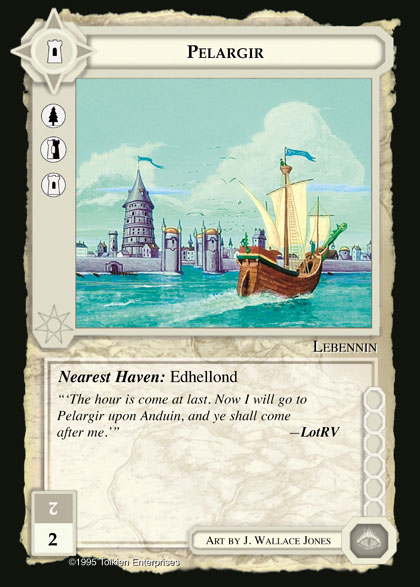 PELARGIR
LEBENNIN
Nearest Haven: Edhellond
“‘The hour is come at last. Now I will go
to Pelargir upon Anduin, and ye shall come
after me.’” —LotRV
2
2
ART BY J. WALLACE JONES
©1995 Tolkien Enterprises